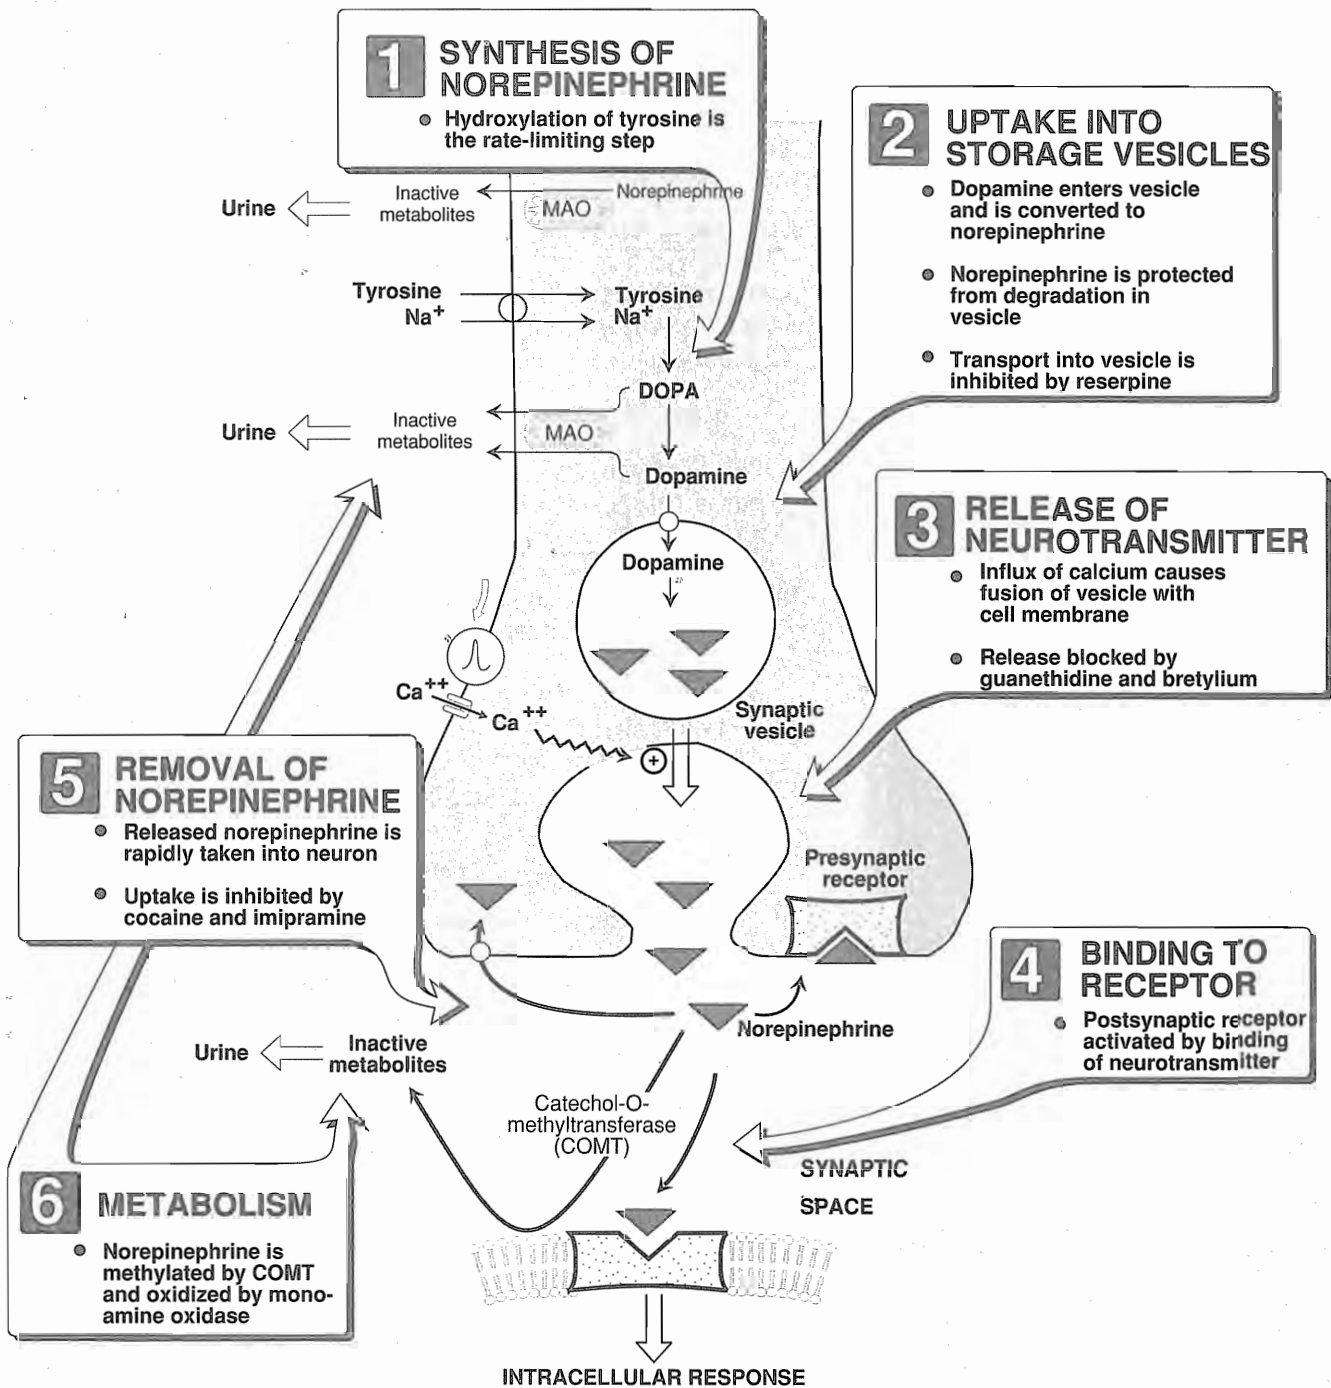 1 SYNTHESIS OF
NOREPINEPHRINE
Hydroxylation of tyrosine is
the rate-limiting step
2 UPTAKE INTO
STORAGE VESICLES
Dopamine enters vesicle
and is converted to
norepinephrine
Norepinephrine is protected
from degradation in
vesicle
Transport into vesicle is
inhibited by reserpine
Urine
Inactive
metabolites
MAO
Norepinephrine
Tyrosine
Na+
Tyrosine
Na+
DOPA
Urine
Inactive
metabolites
MAO
Dopamine
3 RELEASE OF
NEUROTRANSMITTER
Influx of calcium causes
fusion of vesicle with
cell membrane
Release blocked by
guanethidine and bretylium
Dopamine
Ca++
Ca++
Synaptic
vesicle
+
5 REMOVAL OF
NOREPINEPHRINE
Released norepinephrine is
rapidly taken into neuron
Uptake is inhibited by
cocaine and imipramine
Presynaptic
receptor
4 BINDING TO
RECEPTOR
Postsynaptic receptor
activated by binding
of neurotransmitter
Norepinephrine
Urine
Inactive
metabolites
Catechol-O-
methyltransferase
(COMT)
SYNAPTIC
SPACE
6 METABOLISM
Norepinephrine is
methylated by COMT
and oxidized by mono-
amine oxidase
INTRACELLULAR RESPONSE